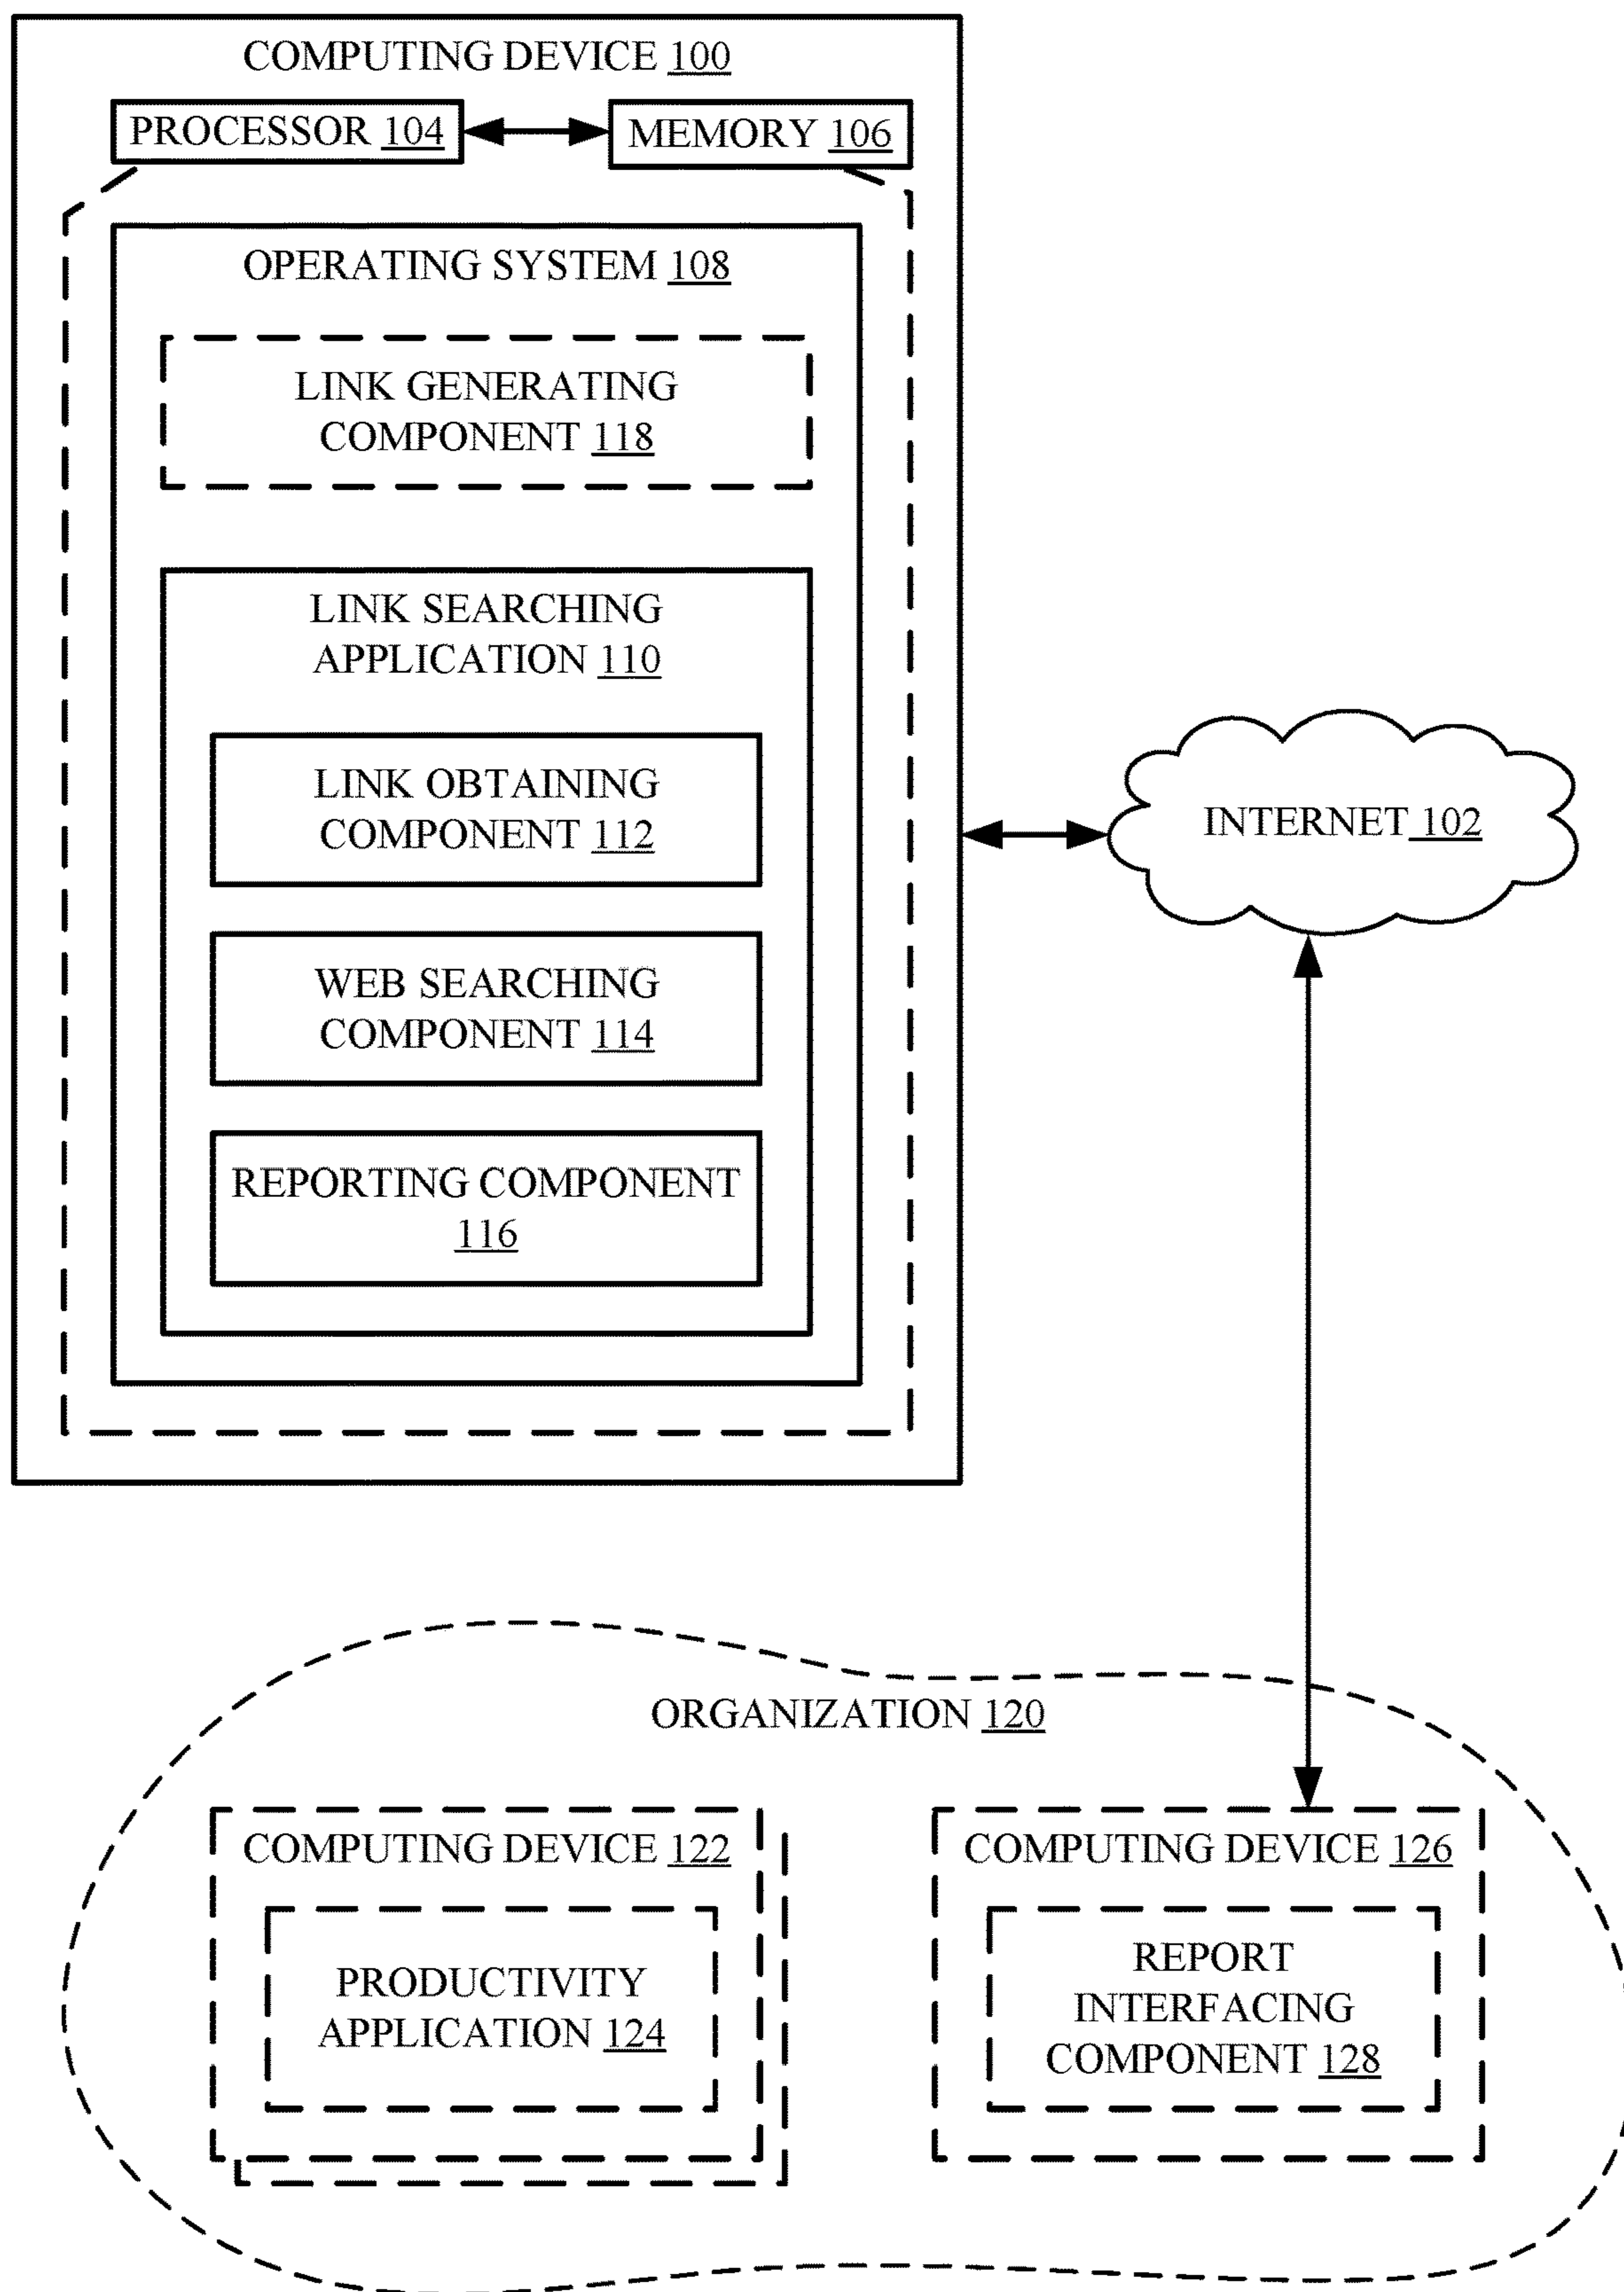 COMPUTING DEVICE 100
PROCESSOR 104
MEMORY 106
OPERATING SYSTEM 108
LINK GENERATING
COMPONENT 118
LINK SEARCHING
APPLICATION 110
LINK OBTAINING
COMPONENT 112
WEB SEARCHING
COMPONENT 114
REPORTING COMPONENT
116
INTERNET 102
ORGANIZATION 120
COMPUTING DEVICE 122
PRODUCTIVITY
APPLICATION 124
COMPUTING DEVICE 126
REPORT
INTERFACING
COMPONENT 128